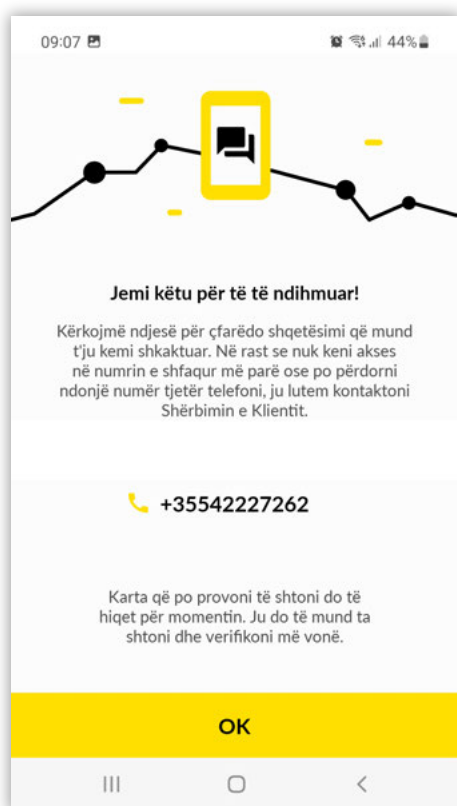 09:07 44%
Jemi këtu për të të ndihmuar!
Kërkojmë ndjesë për çfarëdo shqetësimi që mund
t'ju kemi shkaktuar. Në rast se nuk keni akses
në numrin e shfaqur më parë ose po përdorni
ndonjë numër tjetër telefoni, ju lutem kontaktoni
Shërbimin e Klientit.
+35542227262
Karta që po provoni të shtoni do të
hiqet për momentin. Ju do të mund ta
shtoni dhe verifikoni më vonë.
OK